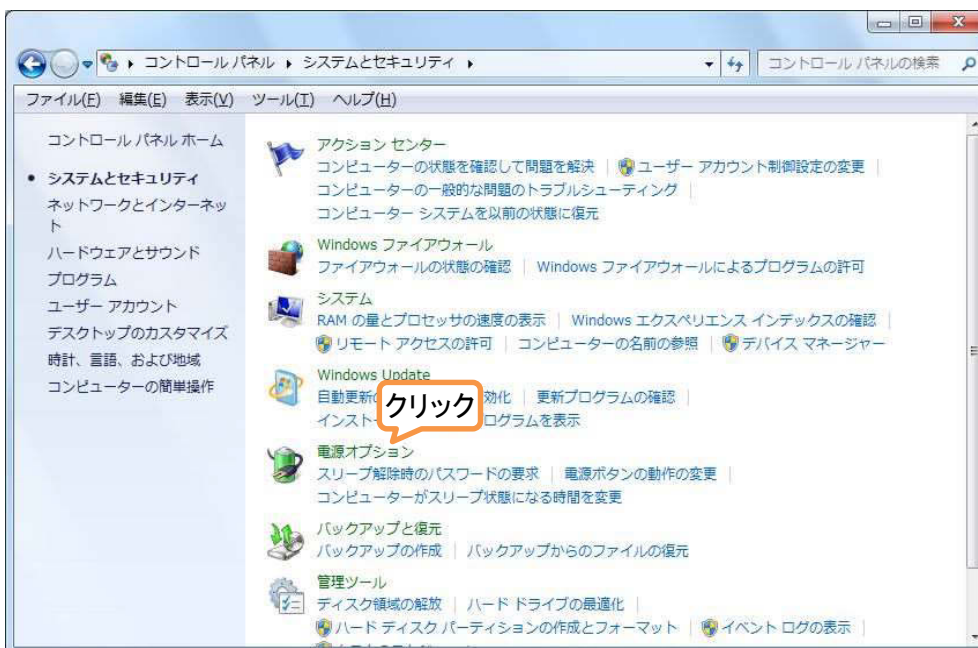 コントロール パネル ▸ システムとセキュリティ ▸
コントロール パネルの検索
ファイル(F) 編集(E) 表示(V) ツール(T) ヘルプ(H)
コントロール パネル ホーム
• システムとセキュリティ
ネットワークとインターネッ
ト
ハードウェアとサウンド
プログラム
ユーザー アカウント
デスクトップのカスタマイズ
時計、言語、および地域
コンピューターの簡単操作
アクション センター
コンピューターの状態を確認して問題を解決 | ユーザー アカウント制御設定の変更 |
コンピューターの一般的な問題のトラブルシューティング |
コンピューター システムを以前の状態に復元
Windows ファイアウォール
ファイアウォールの状態の確認 | Windows ファイアウォールによるプログラムの許可
システム
RAM の量とプロセッサの速度の表示 | Windows エクスペリエンス インデックスの確認 |
リモート アクセスの許可 | コンピューターの名前の参照 | デバイス マネージャー
Windows Update
自動更新 効化 | 更新プログラムの確認 |
インスト ログラムを表示
クリック
電源オプション
スリープ解除時のパスワードの要求 | 電源ボタンの動作の変更 |
コンピューターがスリープ状態になる時間を変更
バックアップと復元
バックアップの作成 | バックアップからのファイルの復元
管理ツール
ディスク領域の解放 | ハード ドライブの最適化 |
ハード ディスク パーティションの作成とフォーマット | イベント ログの表示 |